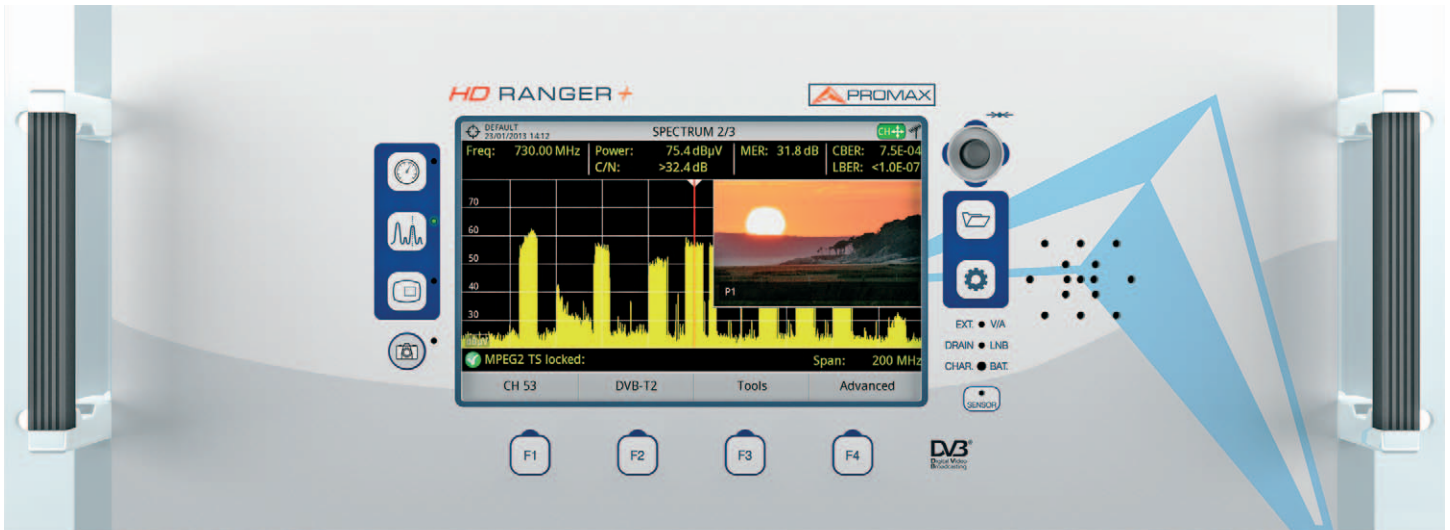 HD RANGER +
PROMAX
DEFAULT
23/01/2013 14:12
SPECTRUM 2/3
CH
Freq: 730.00 MHz
Power: 75.4 dBµV
MER: 31.8 dB
CBER: 7.5E-04
C/N: >32.4 dB
LBER: <1.0E-07
70
60
50
40
30
P1
MPEG2 TS locked:
Span: 200 MHz
CH 53
DVB-T2
Tools
Advanced
EXT. V/A
DRAIN LNB
CHAR. BAT.
SENSOR
F1
F2
F3
F4
DVB
Digital Video
Broadcasting